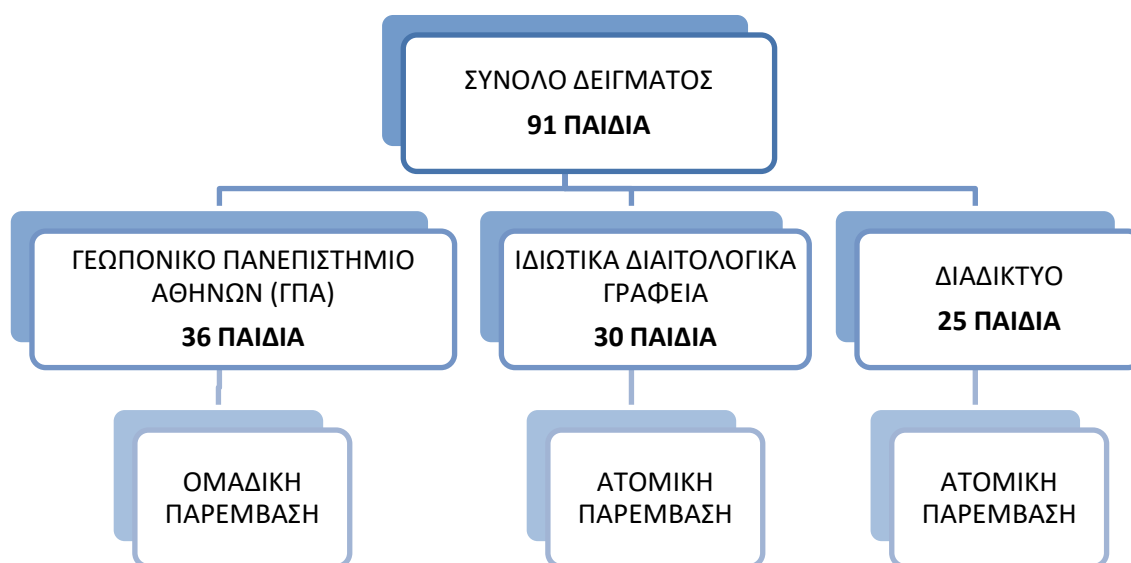 ΣΥΝΟΛΟ ΔΕΙΓΜΑΤΟΣ
91 ΠΑΙΔΙΑ
ΓΕΩΠΟΝΙΚΟ ΠΑΝΕΠΙΣΤΗΜΙΟ
ΑΘΗΝΩΝ (ΓΠΑ)
36 ΠΑΙΔΙΑ
ΙΔΙΩΤΙΚΑ ΔΙΑΙΤΟΛΟΓΙΚΑ
ΓΡΑΦΕΙΑ
30 ΠΑΙΔΙΑ
ΔΙΑΔΙΚΤΥΟ
25 ΠΑΙΔΙΑ
ΟΜΑΔΙΚΗ
ΠΑΡΕΜΒΑΣΗ
ΑΤΟΜΙΚΗ
ΠΑΡΕΜΒΑΣΗ
ΑΤΟΜΙΚΗ
ΠΑΡΕΜΒΑΣΗ